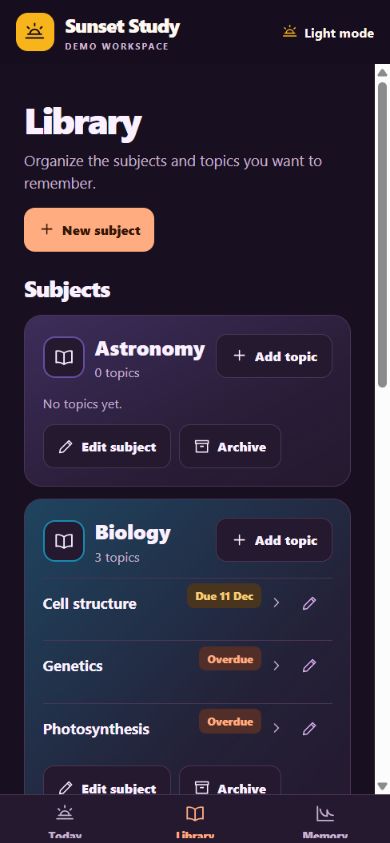 Sunset Study
DEMO WORKSPACE
Light mode
Library
Organize the subjects and topics you want to
remember.
New subject
Subjects
Astronomy
0 topics
Add topic
No topics yet.
Edit subject
Archive
Biology
3 topics
Add topic
Cell structure
Due 11 Dec
Genetics
Overdue
Photosynthesis
Overdue
Edit subject
Archive
Today
Library
Memory